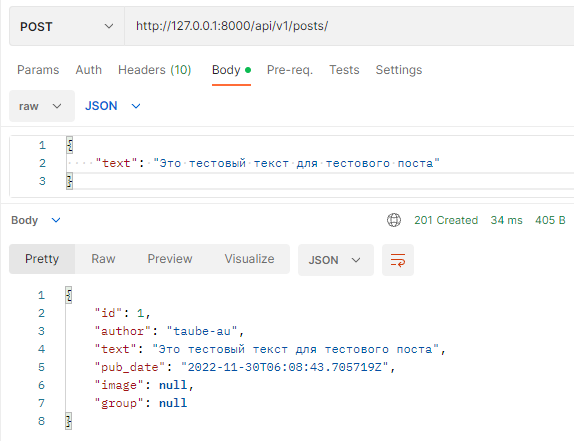 POST http://127.0.0.1:8000/api/v1/posts/
Params Auth Headers (10) Body Pre-req. Tests Settings
raw JSON
1 {
2 "text": "Это тестовый текст для тестового поста"
3 }
Body 201 Created 34 ms 405 B
Pretty Raw Preview Visualize JSON
1 {
2 "id": 1,
3 "author": "taube-au",
4 "text": "Это тестовый текст для тестового поста",
5 "pub_date": "2022-11-30T06:08:43.705719Z",
6 "image": null,
7 "group": null
8 }